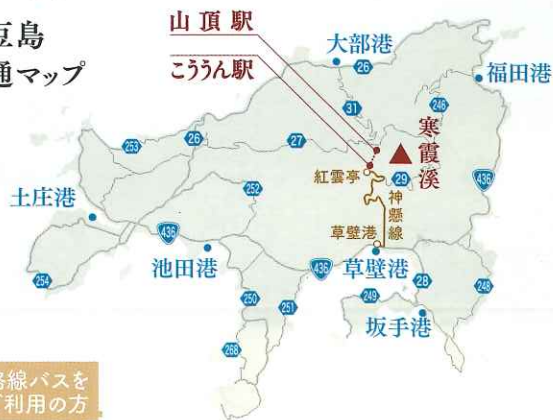 豆島
通マップ
山頂駅
こううん駅
大部港
福田港
26
31
246
253
26
27
寒霞渓
紅雲亭
29
252
神懸線
436
土庄港
436
草壁港
254
池田港
436
草壁港
28
248
250
251
249
坂手港
268
路線バスを
ご利用の方